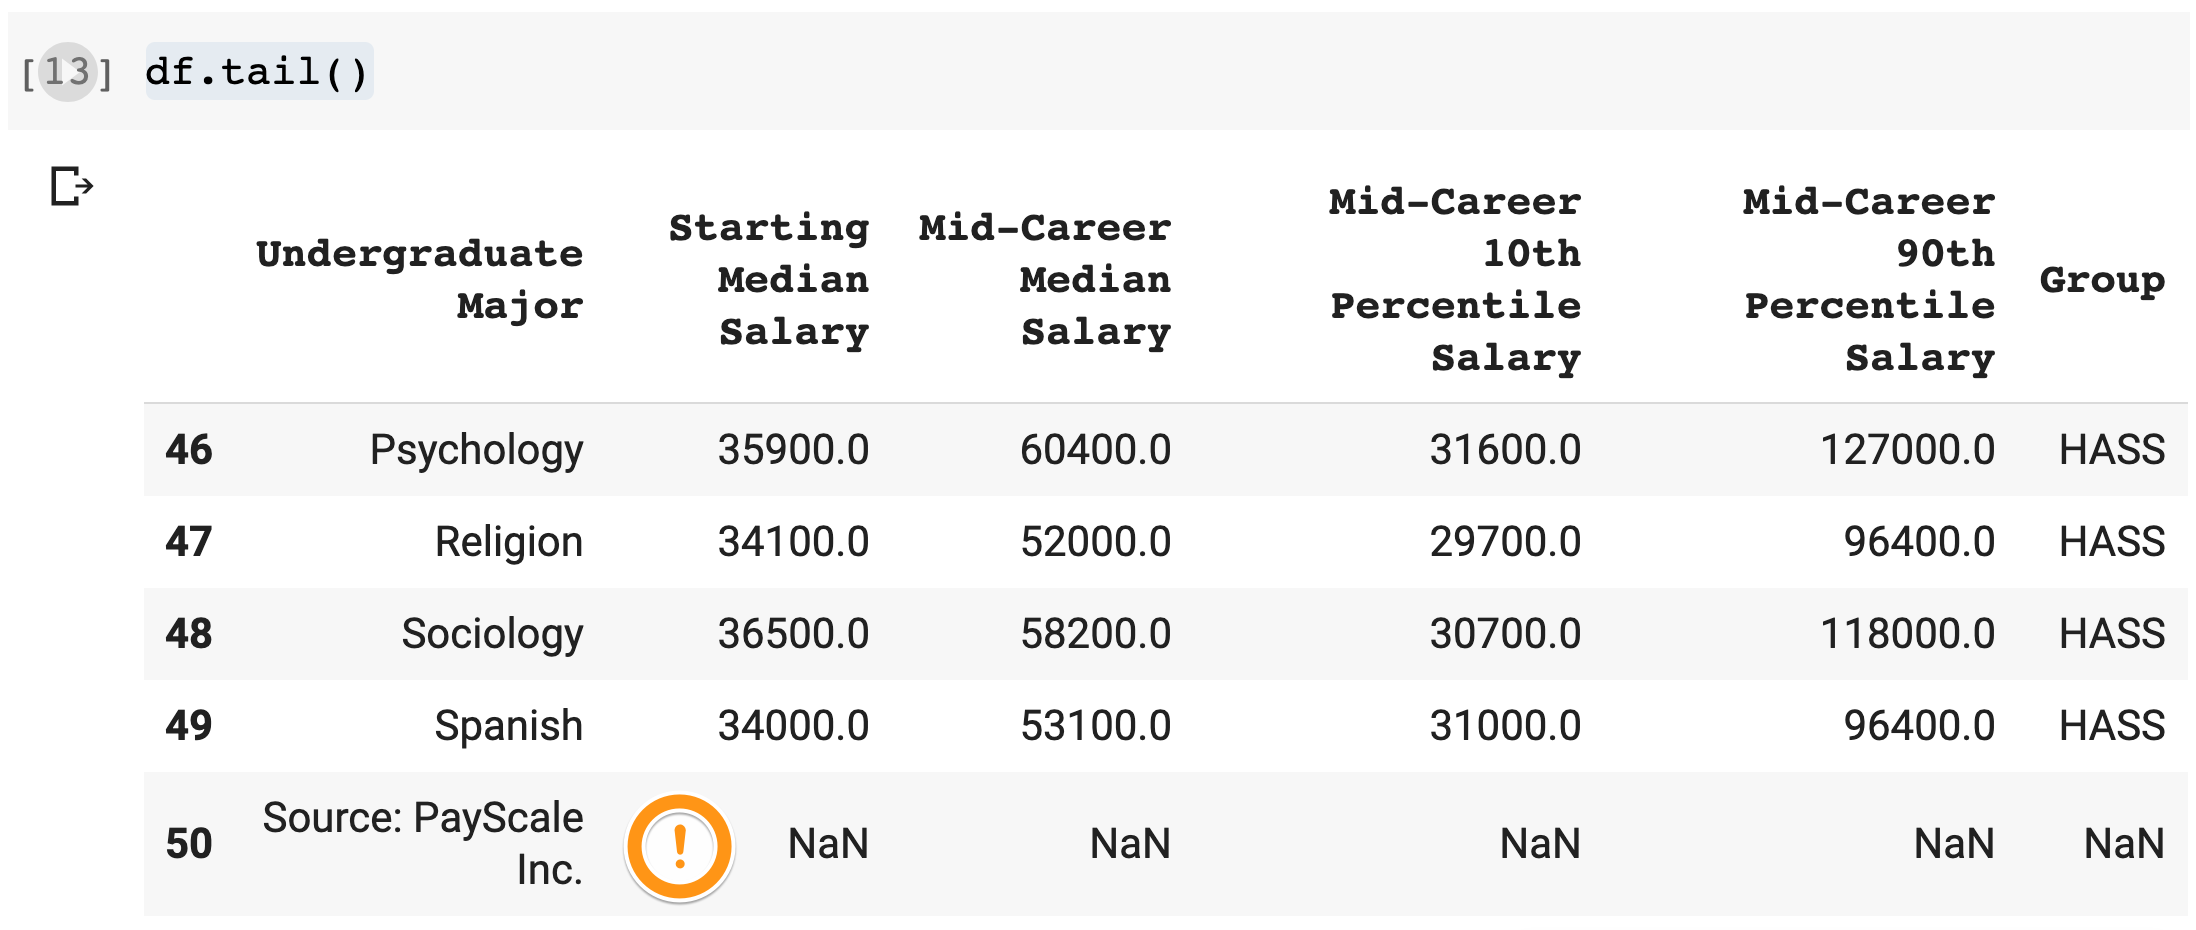 [13] df.tail()
Undergraduate Major Starting Median Salary Mid-Career Median Salary Mid-Career 10th Percentile Salary Mid-Career 90th Percentile Salary Group
46 Psychology 35900.0 60400.0 31600.0 127000.0 HASS
47 Religion 34100.0 52000.0 29700.0 96400.0 HASS
48 Sociology 36500.0 58200.0 30700.0 118000.0 HASS
49 Spanish 34000.0 53100.0 31000.0 96400.0 HASS
50 Source: PayScale Inc. ! NaN NaN NaN NaN NaN